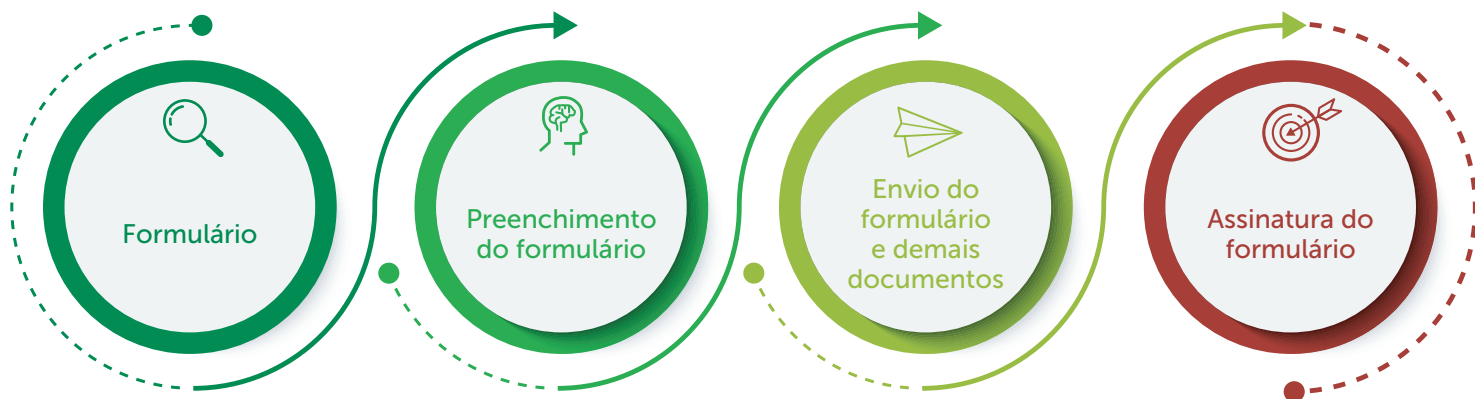 Formulário
Preenchimento
do formulário
Envio do
formulário
e demais
documentos
Assinatura do
formulário